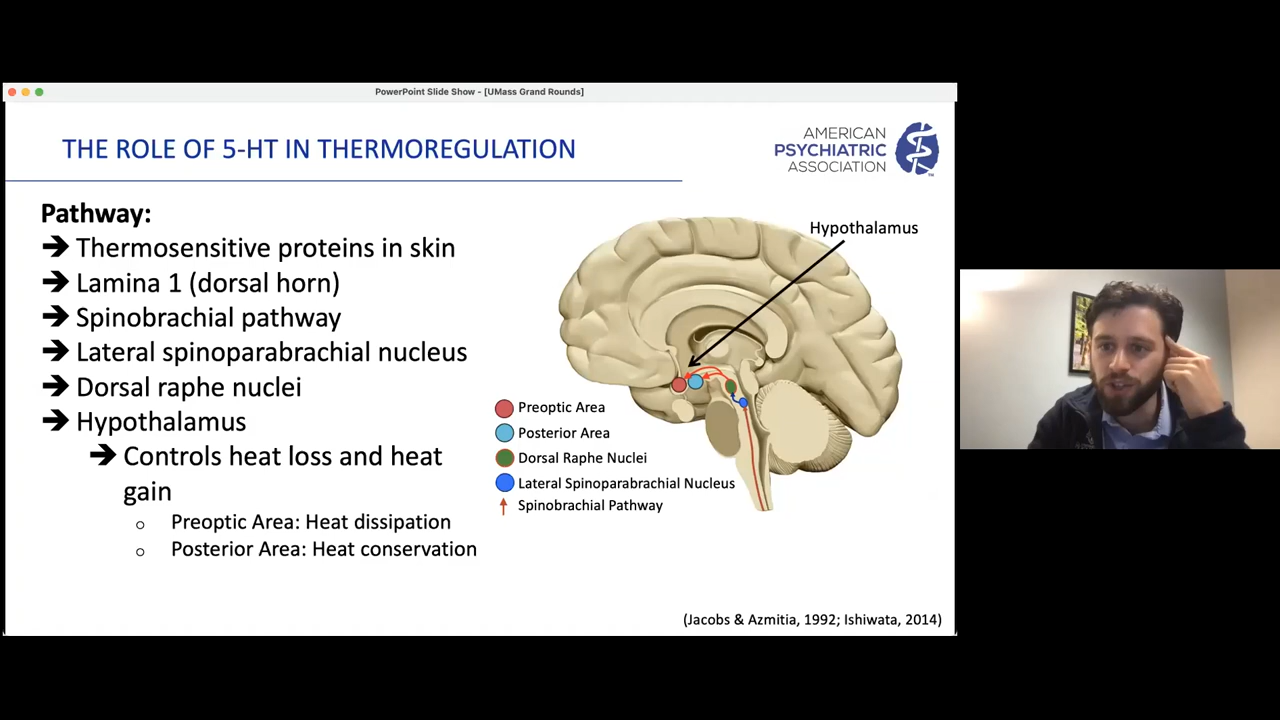 PowerPoint Slide Show - [UMass Grand Rounds]
THE ROLE OF 5-HT IN THERMOREGULATION
AMERICAN
PSYCHIATRIC
ASSOCIATION
Pathway:
➔ Thermosensitive proteins in skin
➔ Lamina 1 (dorsal horn)
➔ Spinobrachial pathway
➔ Lateral spinoparabrachial nucleus
➔ Dorsal raphe nuclei
➔ Hypothalamus
➔ Controls heat loss and heat
gain
○ Preoptic Area: Heat dissipation
○ Posterior Area: Heat conservation
Hypothalamus
Preoptic Area
Posterior Area
Dorsal Raphe Nuclei
Lateral Spinoparabrachial Nucleus
Spinobrachial Pathway
(Jacobs & Azmitia, 1992; Ishiwata, 2014)